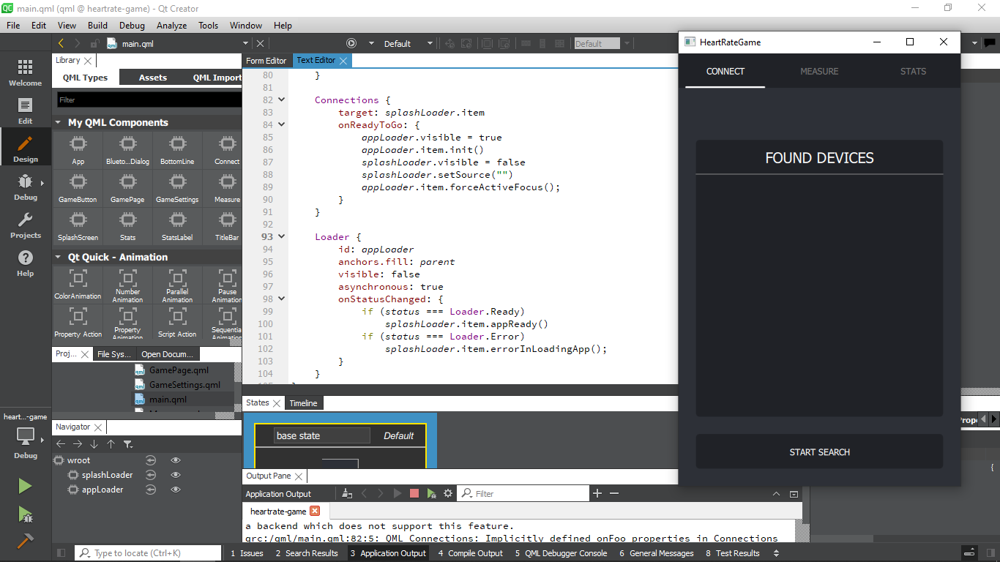 main.qml (qml @ heartrate-game) - Qt Creator
File Edit View Build Debug Analyze Tools Window Help
main.qml
Default
Default
Welcome
Edit
Design
Debug
Projects
Help
heart...-game
Debug
Library
QML Types Assets QML Import
Filter
My QML Components
App Blueto...Dialog BottomLine Connect
GameButton GamePage GameSettings Measure
SplashScreen Stats StatsLabel TitleBar
Qt Quick - Animation
ColorAnimation Number Animation Parallel Animation Pause Animation
Property Action Property Animation Script Action Sequential Animation
Proj... File Sys... Open Docum...
GamePage.qml
GameSettings.qml
main.qml
Navigator
wroot
splashLoader
appLoader
Form Editor Text Editor
80 }
81
82 Connections {
83 target: splashLoader.item
84 onReadyToGo: {
85 appLoader.visible = true
86 appLoader.item.init()
87 splashLoader.visible = false
88 splashLoader.setSource("")
89 appLoader.item.forceActiveFocus();
90 }
91 }
92
93 Loader {
94 id: appLoader
95 anchors.fill: parent
96 visible: false
97 asynchronous: true
98 onStatusChanged: {
99 if (status === Loader.Ready)
100 splashLoader.item.appReady()
101 if (status === Loader.Error)
102 splashLoader.item.errorInLoadingApp();
103 }
104 }
States Timeline
base state Default
Output Pane
Application Output
Filter
heartrate-game
a backend which does not support this feature.
qrc:/qml/main.qml:82:5: QML Connections: Implicitly defined onFoo properties in Connections
HeartRateGame
CONNECT MEASURE STATS
FOUND DEVICES
START SEARCH
{
Type to locate (Ctrl+K)
1 Issues 2 Search Results 3 Application Output 4 Compile Output 5 QML Debugger Console 6 General Messages 8 Test Results